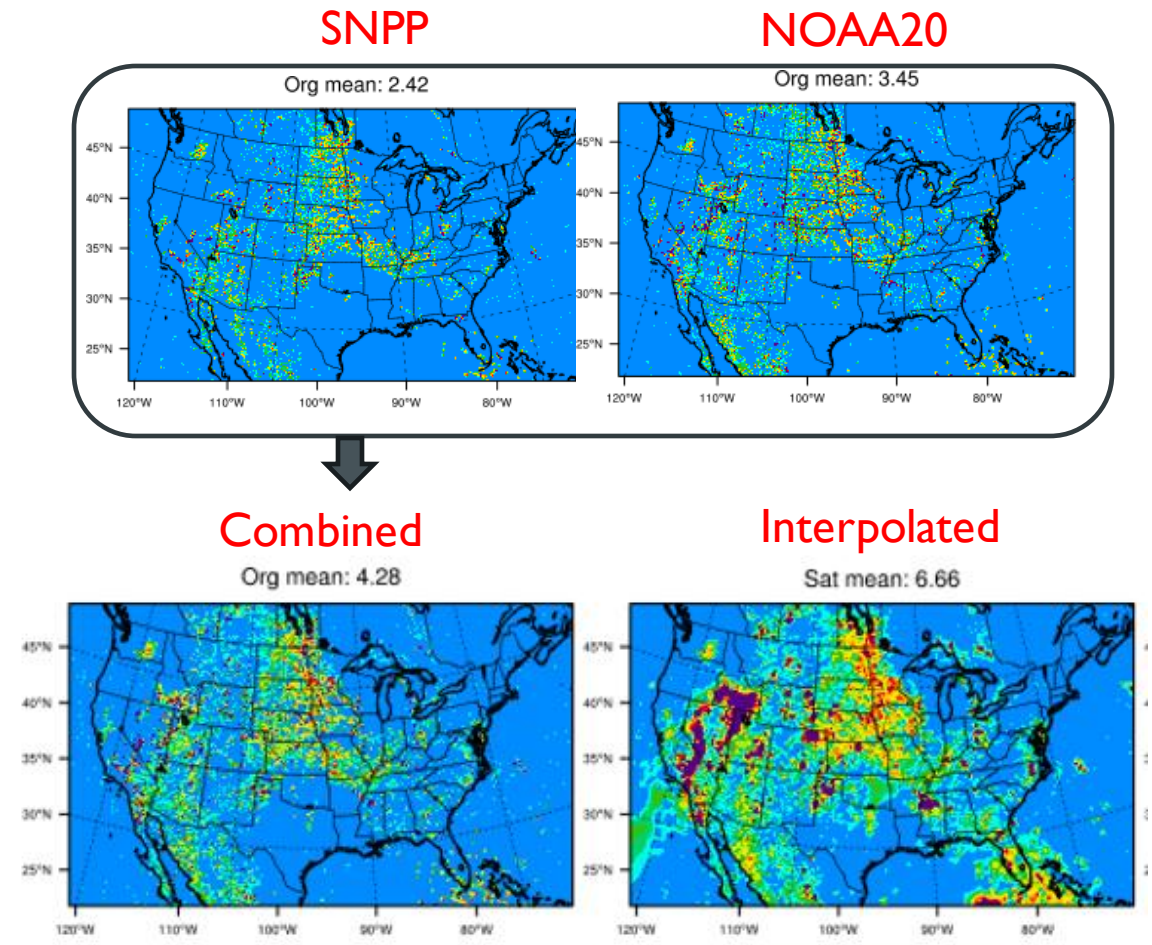 SNPP
NOAA20
Org mean: 2.42
Org mean: 3.45
45°N
40°N
35°N
30°N
25°N
120°W 110°W 100°W 90°W 80°W
45°N
40°N
35°N
30°N
25°N
120°W 110°W 100°W 90°W 80°W
Combined
Interpolated
Org mean: 4.28
Sat mean: 6.66
45°N
40°N
35°N
30°N
25°N
120°W 110°W 100°W 90°W 80°W
45°N
40°N
35°N
30°N
25°N
120°W 110°W 100°W 90°W 80°W